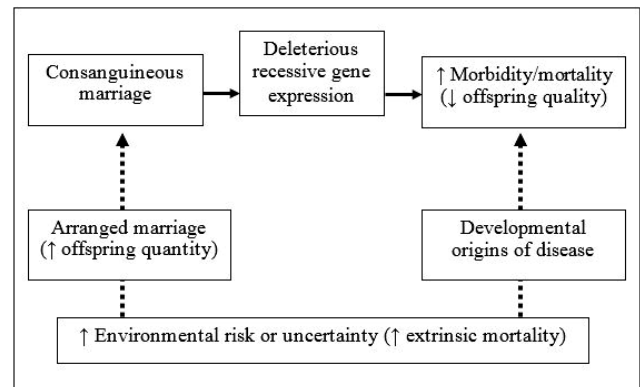 Consanguineous
marriage
Deleterious
recessive gene
expression
↑ Morbidity/mortality
(↓ offspring quality)
Arranged marriage
(↑ offspring quantity)
Developmental
origins of disease
↑ Environmental risk or uncertainty (↑ extrinsic mortality)